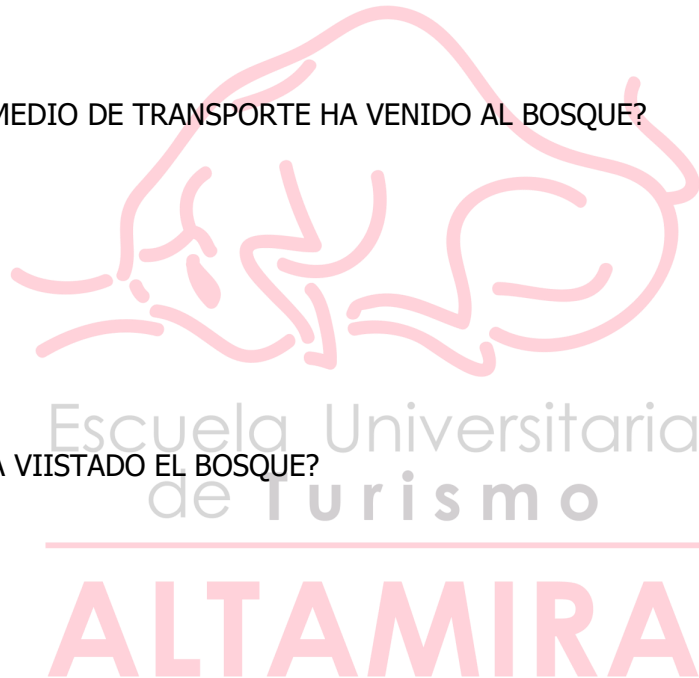 MEDIO DE TRANSPORTE HA VENIDO AL BOSQUE?
Escuela Universitaria
A VIISTADO EL BOSQUE?
de Turismo
ALTAMIRA